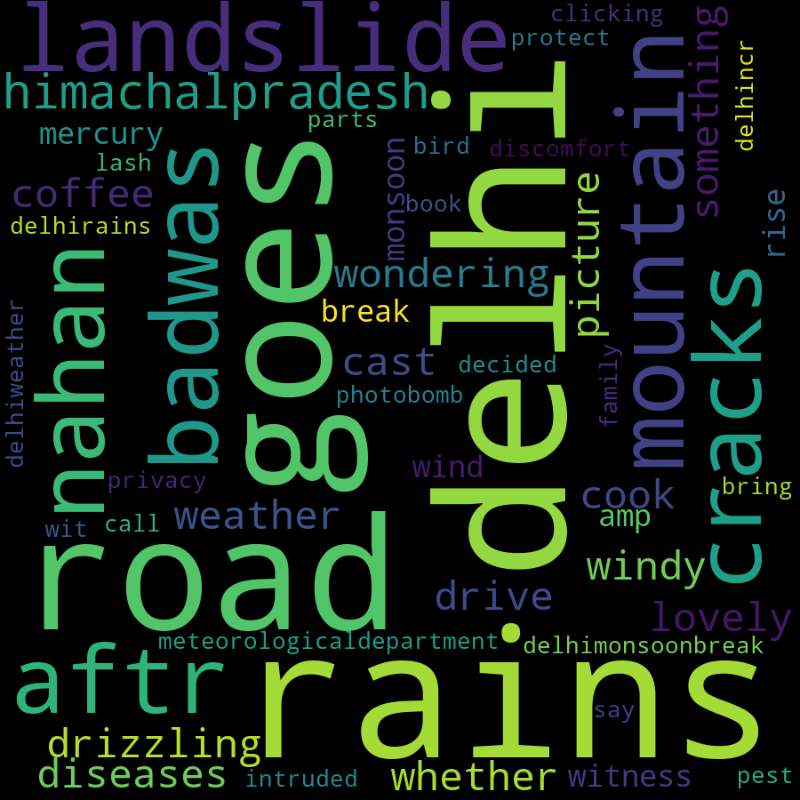 landslide
clicking
protect
himachalpradesh
something
delhincr
mountain
delhi
parts
mercury
lash
bird
discomfort
monsoon
book
badwas
goes
coffee
delhirains
picture
rise
nahan
wondering
break
cracks
delhiweather
cast
decided
family
photobomb
privacy
wind
cook
bring
weather
wit
call
amp
road
windy
drive
lovely
aftr
meteorologicaldepartment
delhimonsoonbreak
rains
say
drizzling
diseases
intruded
whether
witness
pest